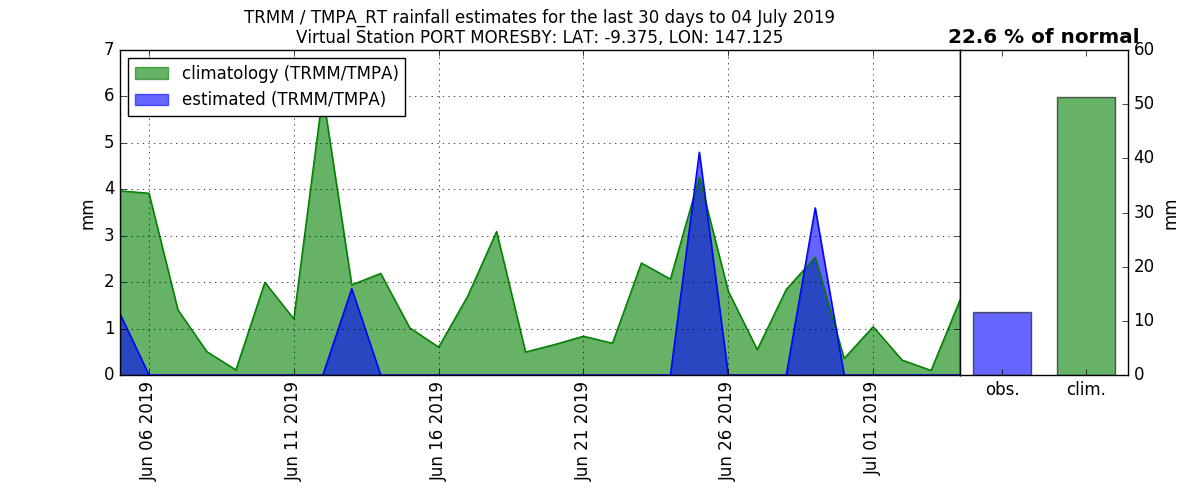 TRMM / TMPA_RT rainfall estimates for the last 30 days to 04 July 2019
Virtual Station PORT MORESBY: LAT: -9.375, LON: 147.125
22.6 % of normal
climatology (TRMM/TMPA)
estimated (TRMM/TMPA)
7
6
5
4
3
2
1
0
mm
Jun 06 2019
Jun 11 2019
Jun 16 2019
Jun 21 2019
Jun 26 2019
Jul 01 2019
obs.
clim.
60
50
40
30
20
10
0
mm